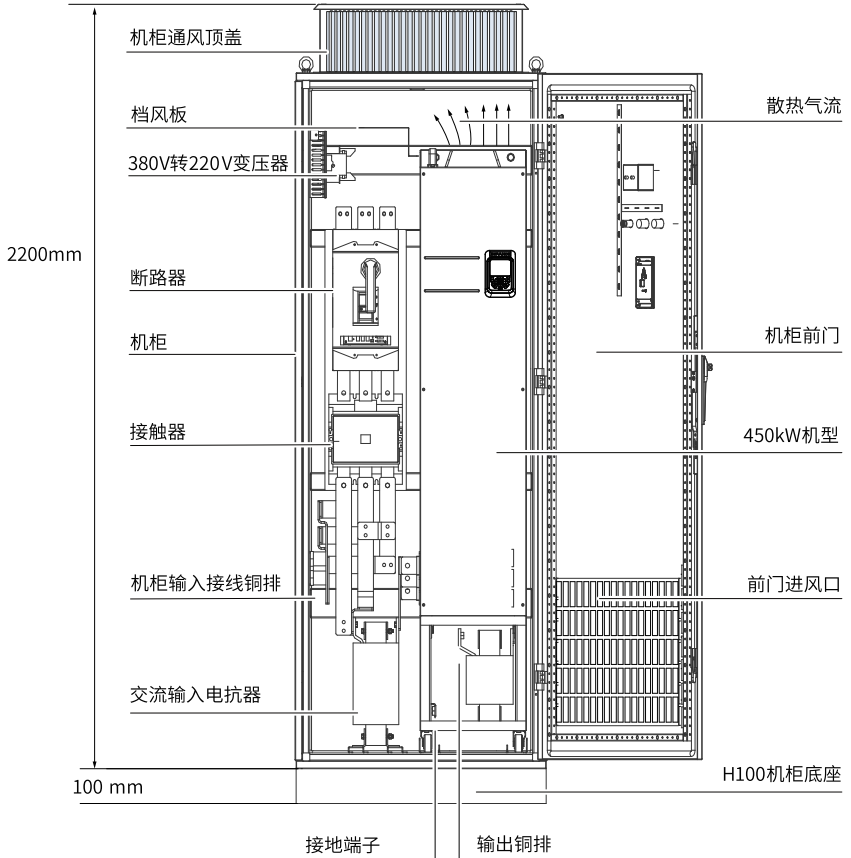 机柜通风顶盖
散热气流
档风板
380V转220V变压器
2200mm
断路器
机柜
机柜前门
接触器
450kW机型
机柜输入接线铜排
前门进风口
交流输入电抗器
100 mm
H100机柜底座
接地端子
输出铜排